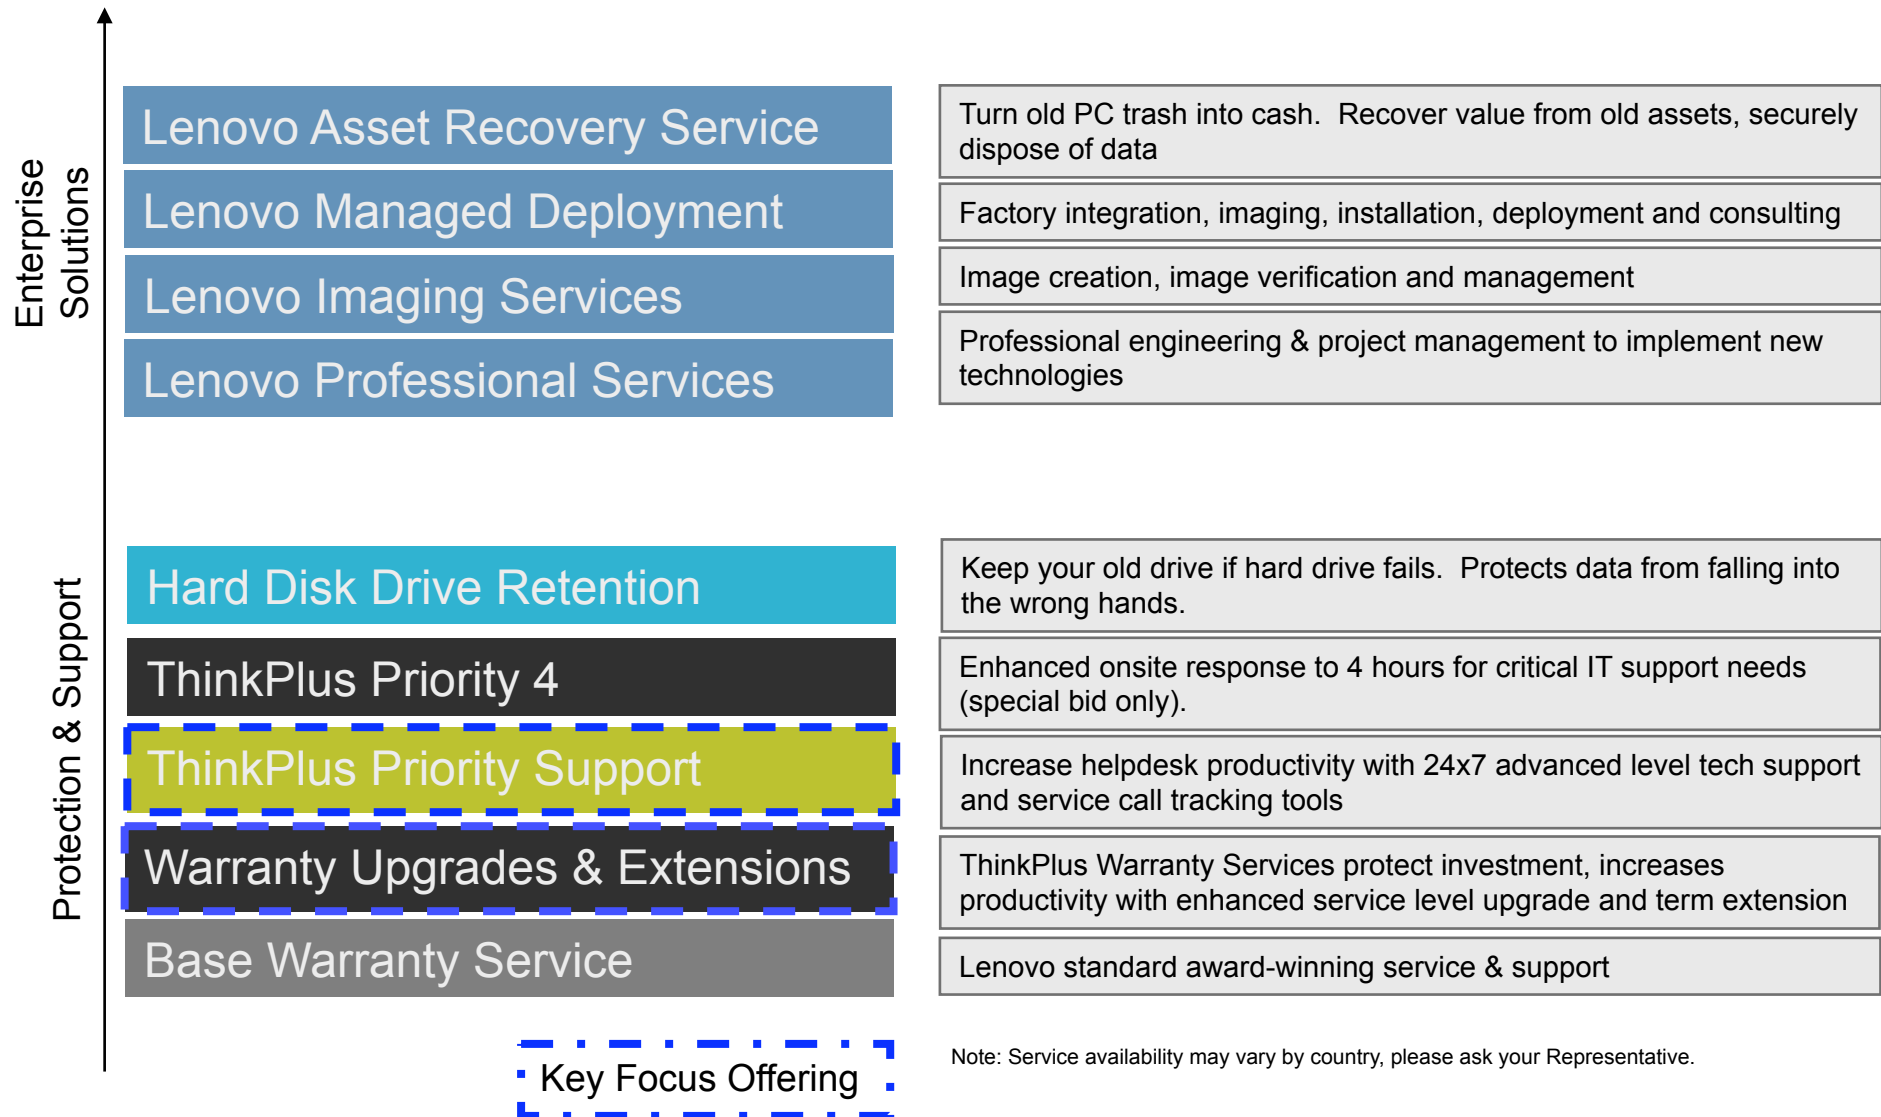 Enterprise
Solutions
Lenovo Asset Recovery Service
Turn old PC trash into cash.  Recover value from old assets, securely
dispose of data
Lenovo Managed Deployment
Factory integration, imaging, installation, deployment and consulting
Lenovo Imaging Services
Image creation, image verification and management
Lenovo Professional Services
Professional engineering & project management to implement new
technologies
Protection & Support
Hard Disk Drive Retention
Keep your old drive if hard drive fails.  Protects data from falling into
the wrong hands.
ThinkPlus Priority 4
Enhanced onsite response to 4 hours for critical IT support needs
(special bid only).
ThinkPlus Priority Support
Increase helpdesk productivity with 24x7 advanced level tech support
and service call tracking tools
Warranty Upgrades & Extensions
ThinkPlus Warranty Services protect investment, increases
productivity with enhanced service level upgrade and term extension
Base Warranty Service
Lenovo standard award-winning service & support
Key Focus Offering
Note: Service availability may vary by country, please ask your Representative.